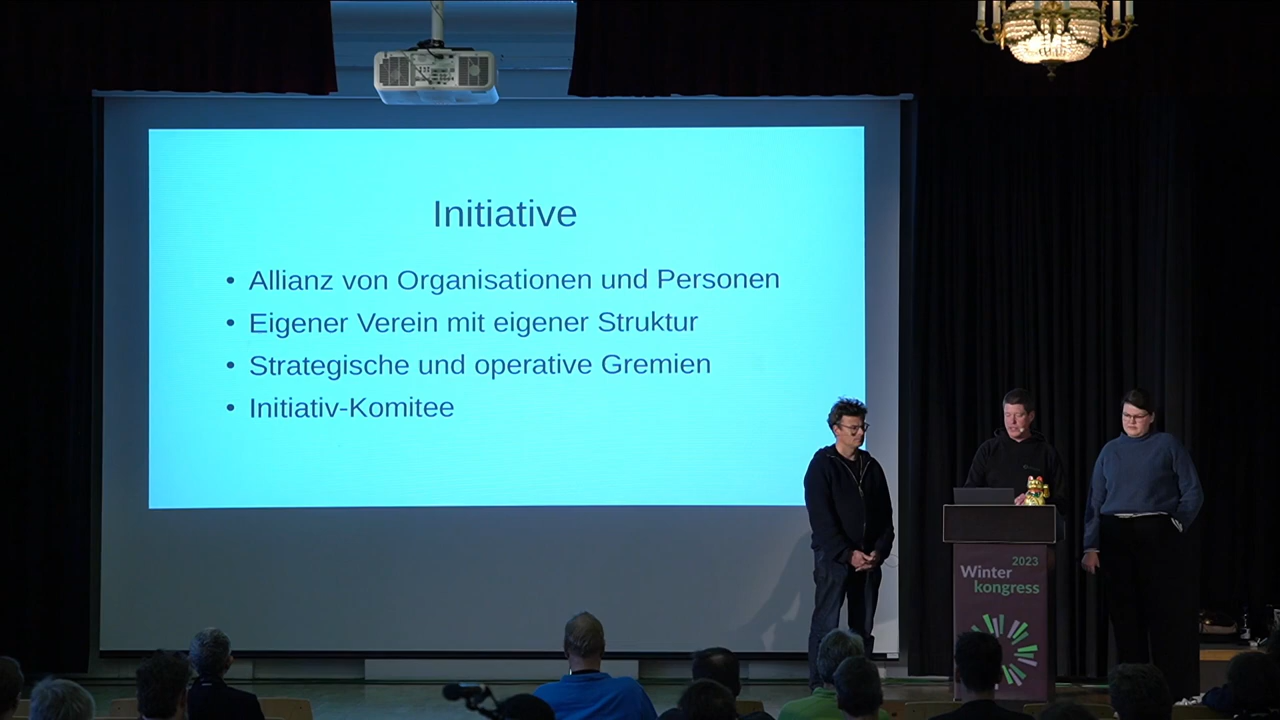 Initiative
• Allianz von Organisationen und Personen
• Eigener Verein mit eigener Struktur
• Strategische und operative Gremien
• Initiativ-Komitee
2023
Winter
kongress